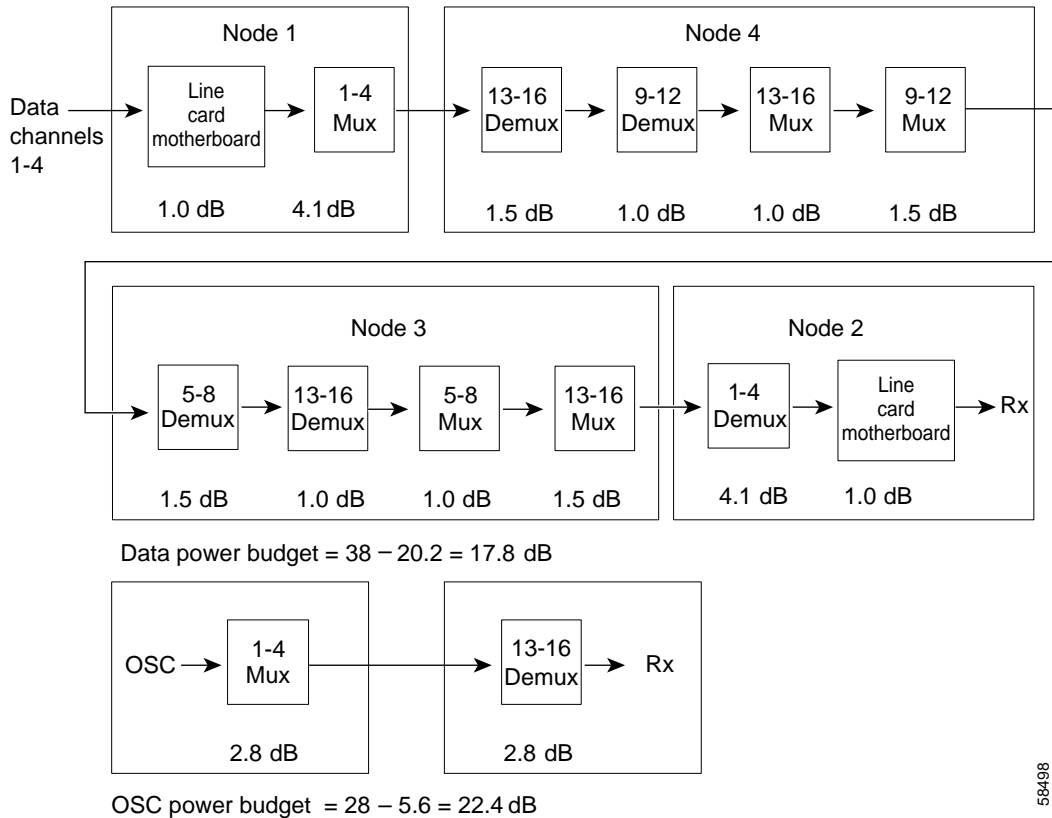 Node 1
Node 4
Data
channels
1-4
Line
card
motherboard
1-4
Mux
13-16
Demux
9-12
Demux
13-16
Mux
9-12
Mux
1.0 dB
4.1 dB
1.5 dB
1.0 dB
1.0 dB
1.5 dB
Node 3
Node 2
5-8
Demux
13-16
Demux
5-8
Mux
13-16
Mux
1-4
Demux
Line
card
motherboard
Rx
1.5 dB
1.0 dB
1.0 dB
1.5 dB
4.1 dB
1.0 dB
Data power budget = 38 – 20.2 = 17.8 dB
OSC
1-4
Mux
13-16
Demux
Rx
2.8 dB
2.8 dB
OSC power budget = 28 – 5.6 = 22.4 dB
58498